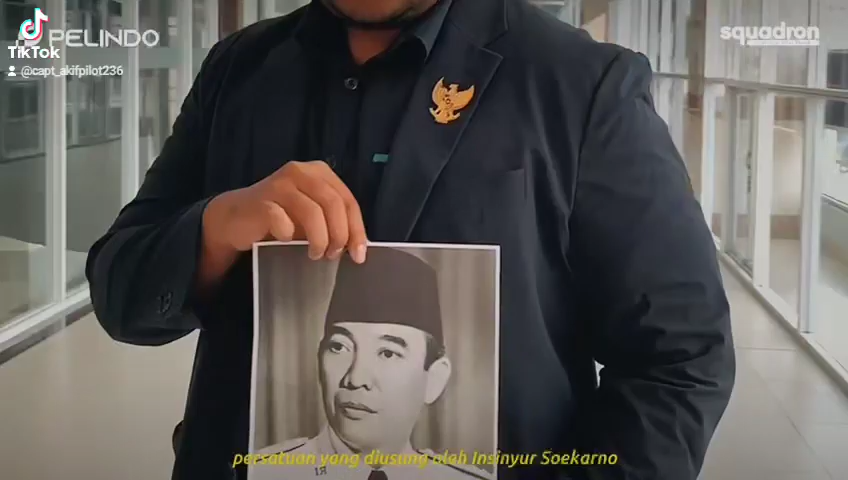 TikTok
@capt_akifpilot236
PELINDO
squadron
persatuan yang diusung oleh Insinyur Soekarno